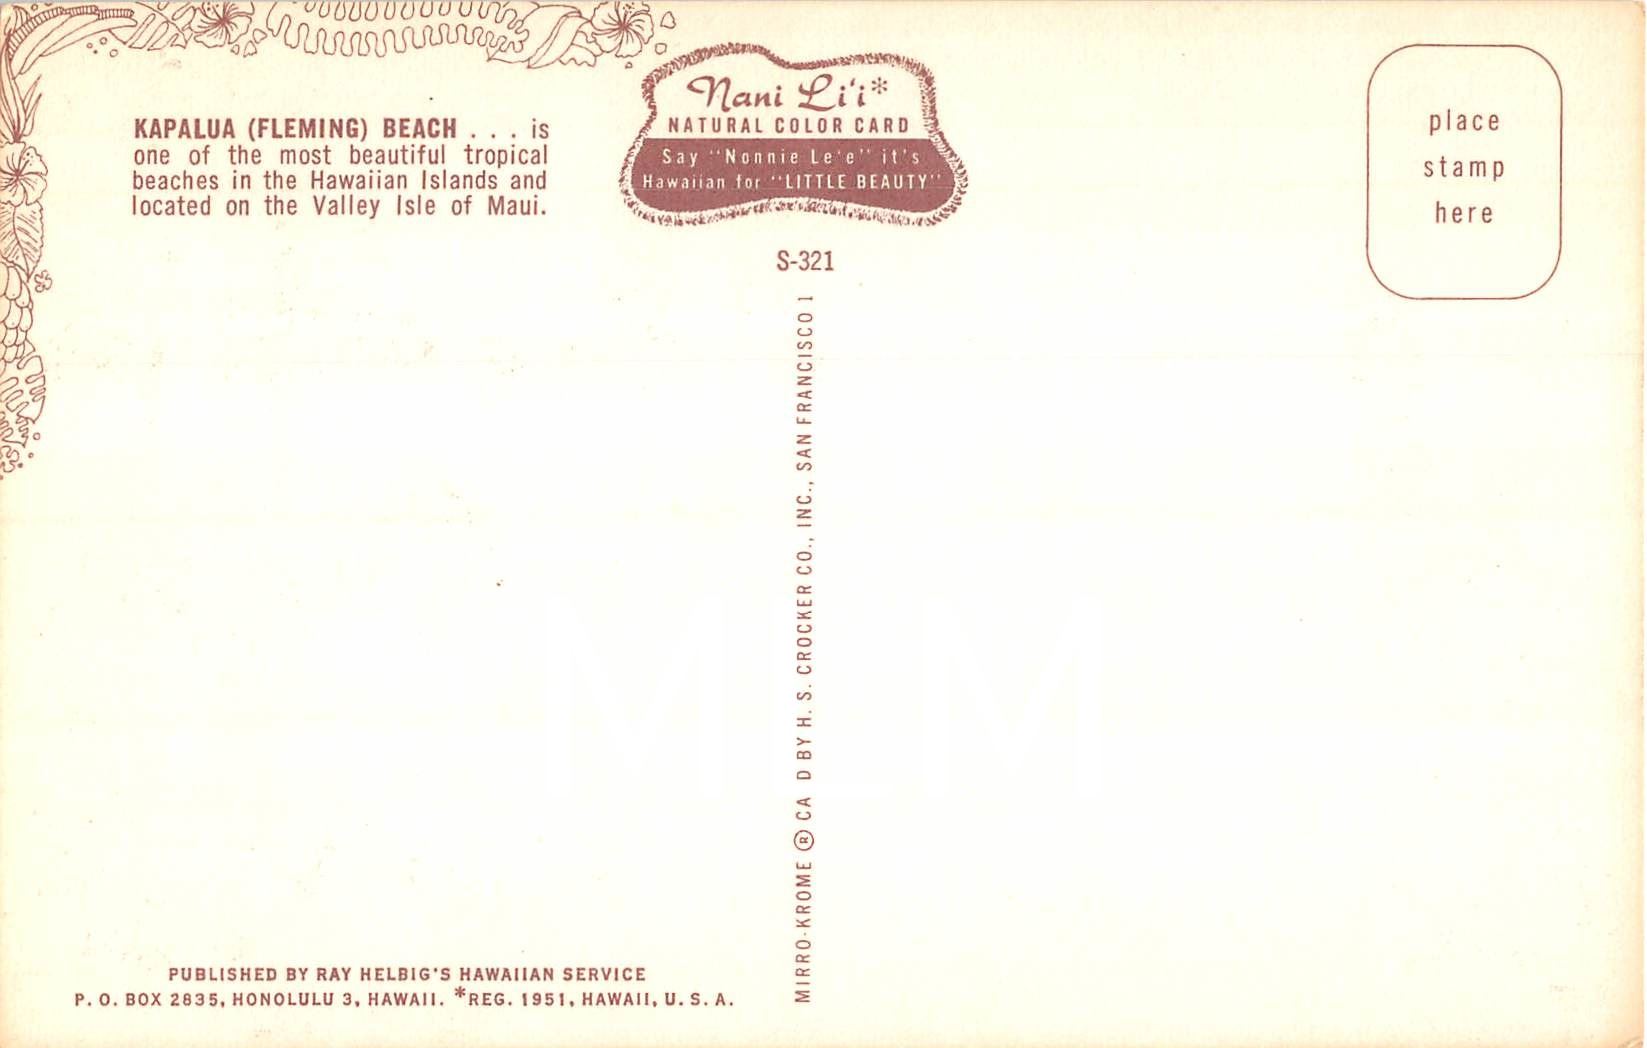 KAPALUA (FLEMING) BEACH . . . is
one of the most beautiful tropical
beaches in the Hawaiian Islands and
located on the Valley Isle of Maui.
Nani Li'i*
NATURAL COLOR CARD
Say "Nonnie Le'e" it's
Hawaiian for "LITTLE BEAUTY"
S-321
place
stamp
here
MIRRO-KROME ® CA D BY H. S. CROCKER CO., INC., SAN FRANCISCO 1
MLM
PUBLISHED BY RAY HELBIG'S HAWAIIAN SERVICE
P. O. BOX 2835, HONOLULU 3, HAWAII. *REG. 1951, HAWAII, U. S. A.